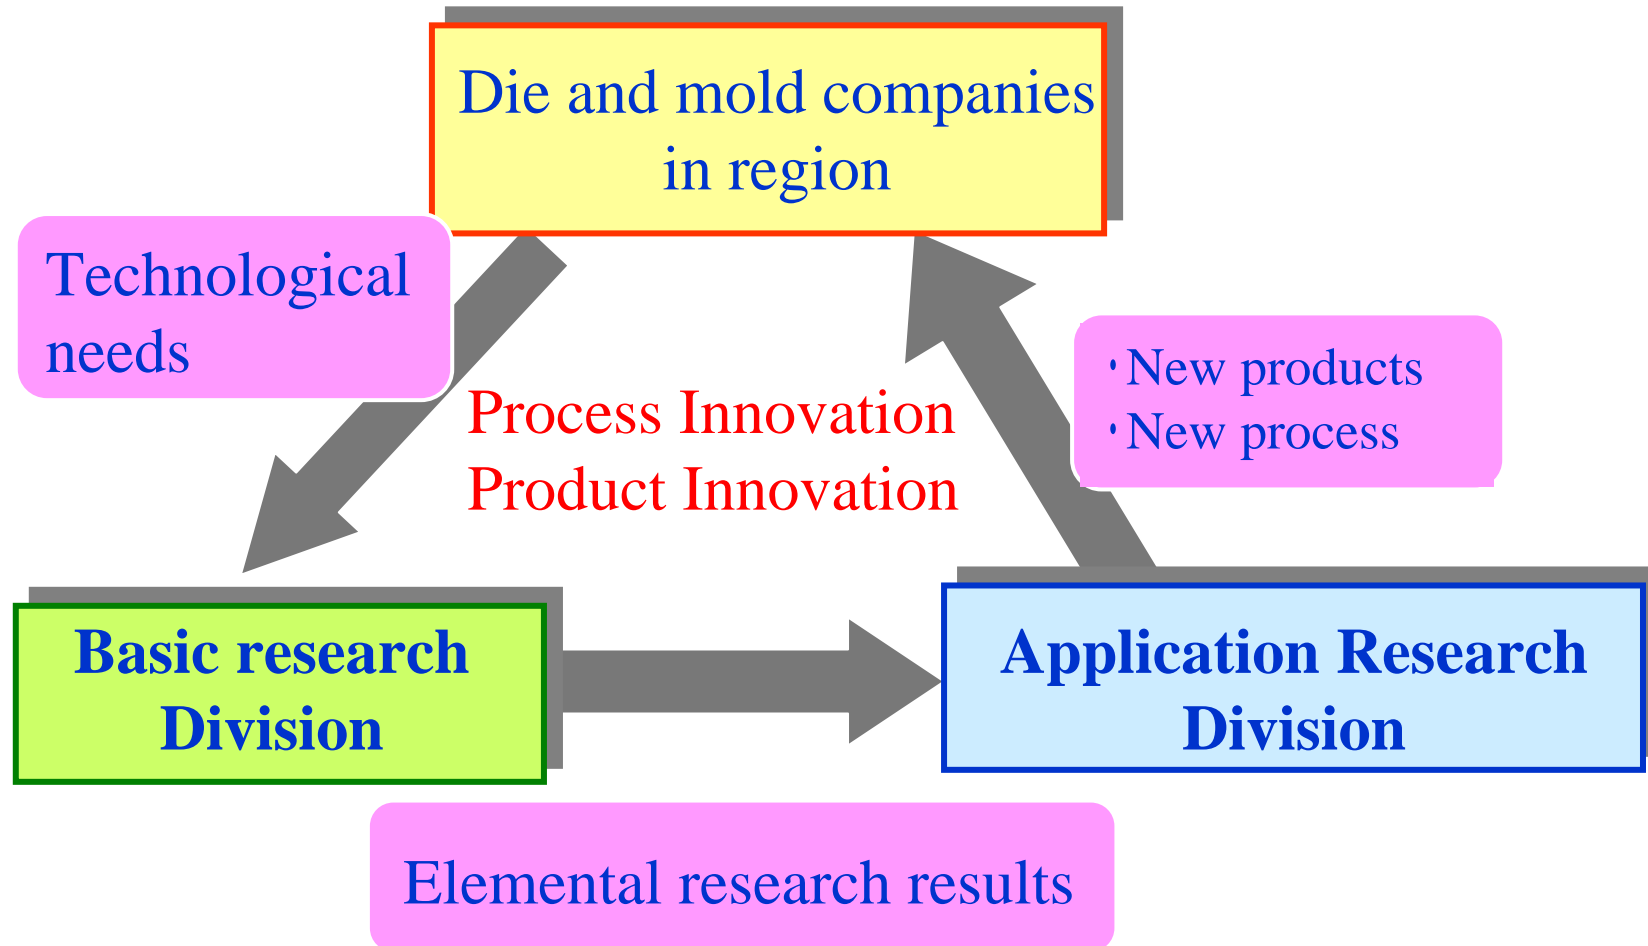 Die and mold companies
in region
Technological
needs
・New products
・New process
Process Innovation
Product Innovation
Basic research
Division
Application Research
Division
Elemental research results